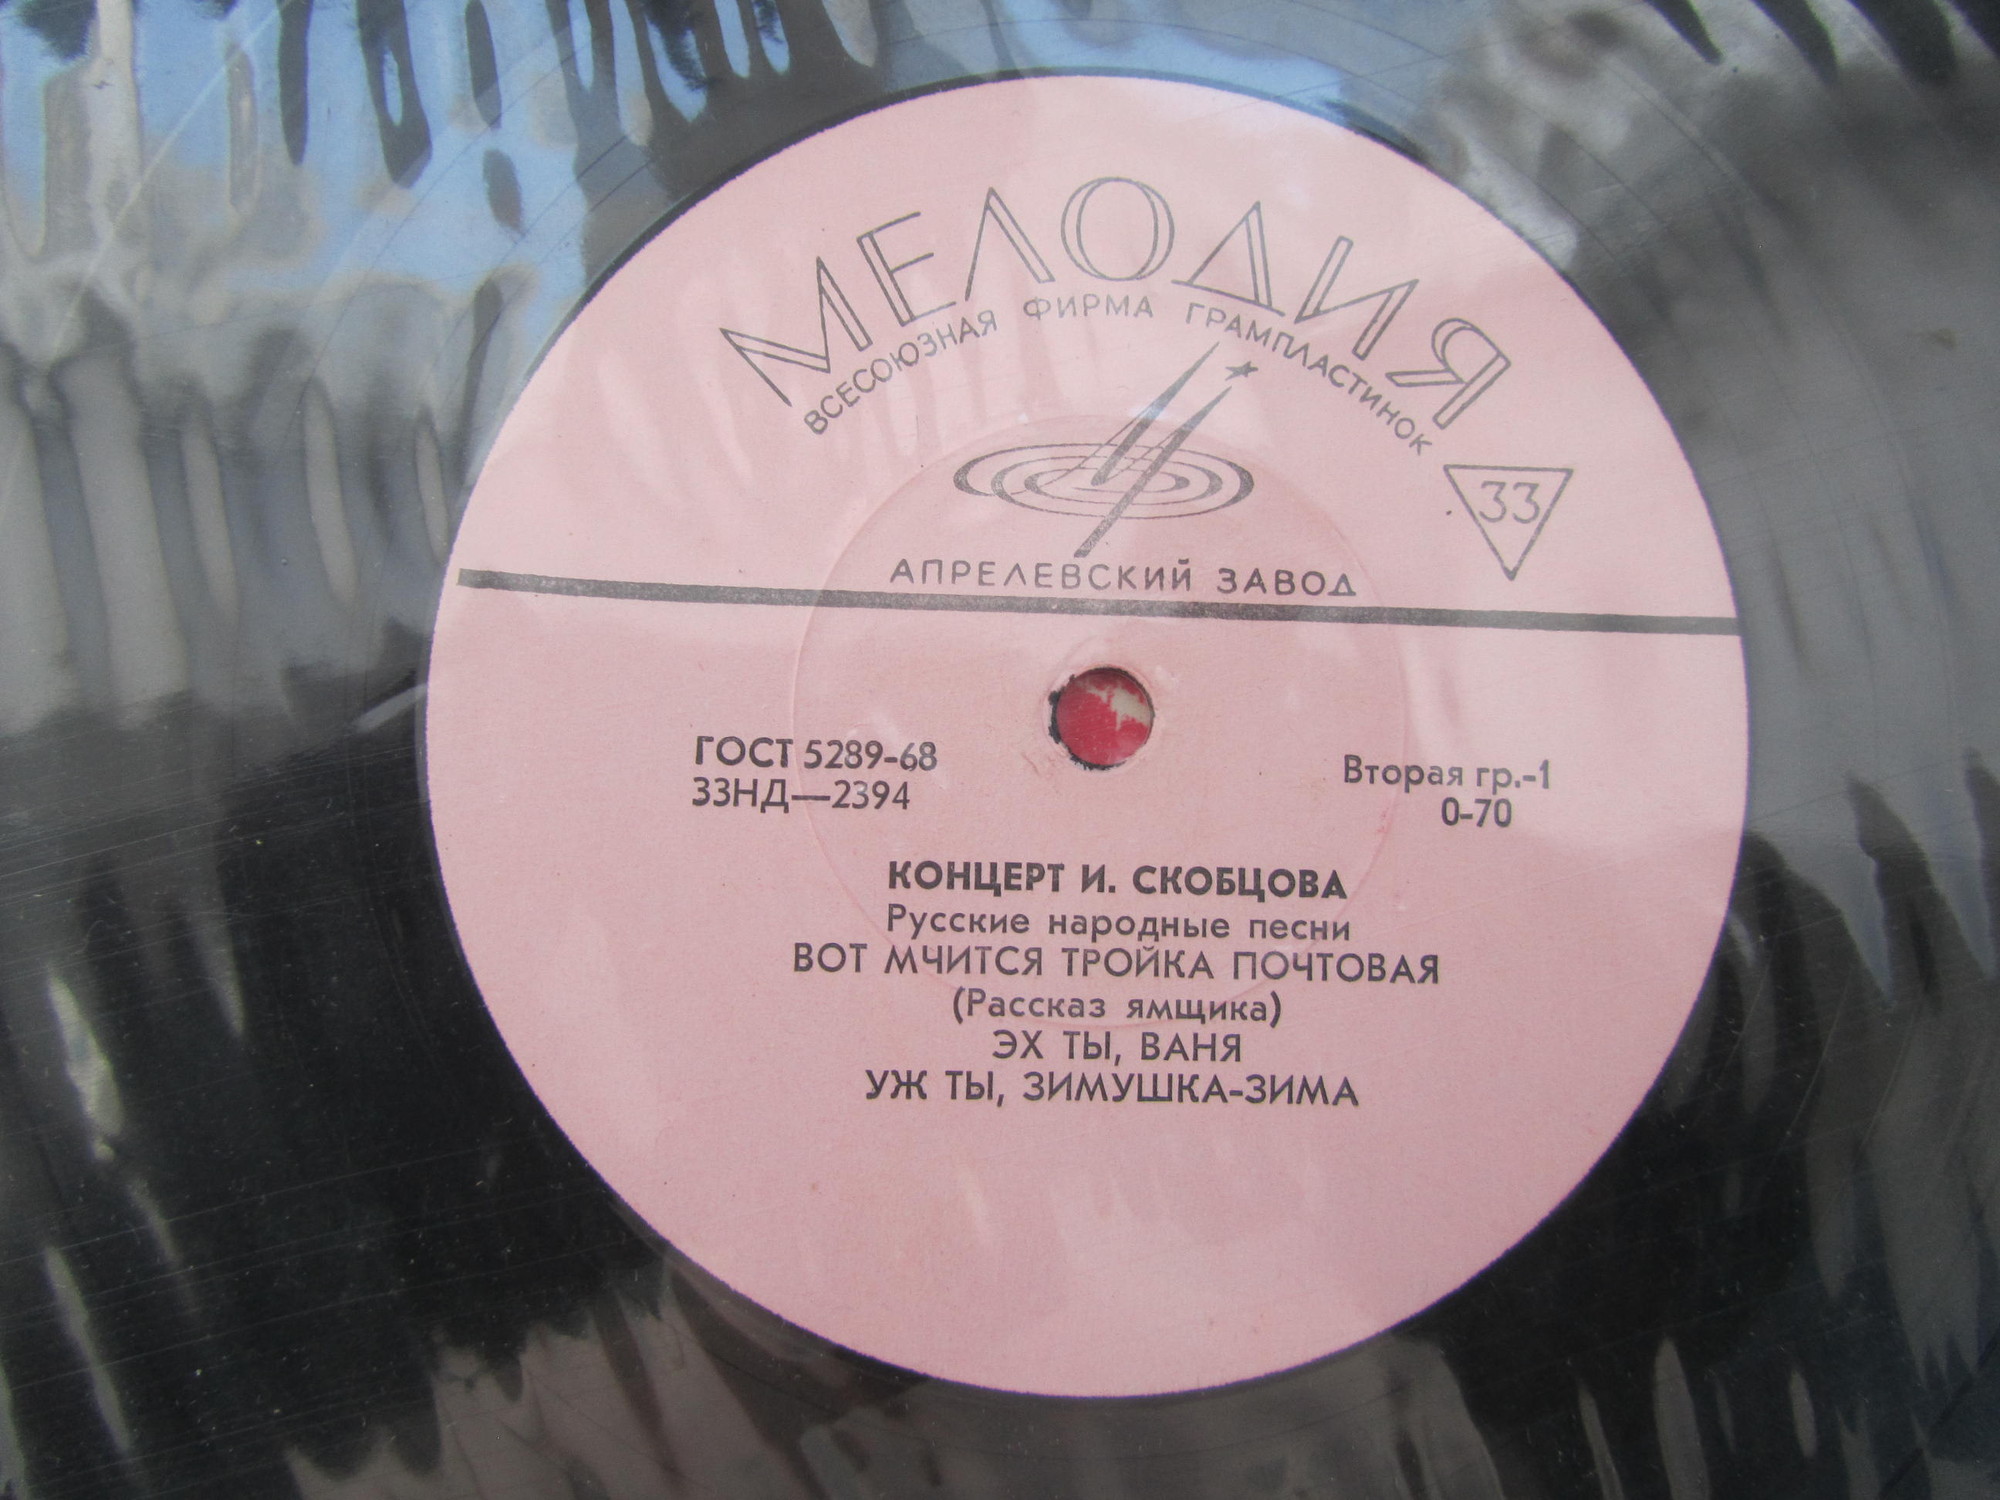 МЕЛОДИЯ
ВСЕСОЮЗНАЯ ФИРМА ГРАМПЛАСТИНОК
33
АПРЕЛЕВСКИЙ ЗАВОД
ГОСТ 5289-68
33НД—2394
Вторая гр.-1
0-70
КОНЦЕРТ И. СКОБЦОВА
Русские народные песни
ВОТ МЧИТСЯ ТРОЙКА ПОЧТОВАЯ
(Рассказ ямщика)
ЭХ ТЫ, ВАНЯ
УЖ ТЫ, ЗИМУШКА-ЗИМА